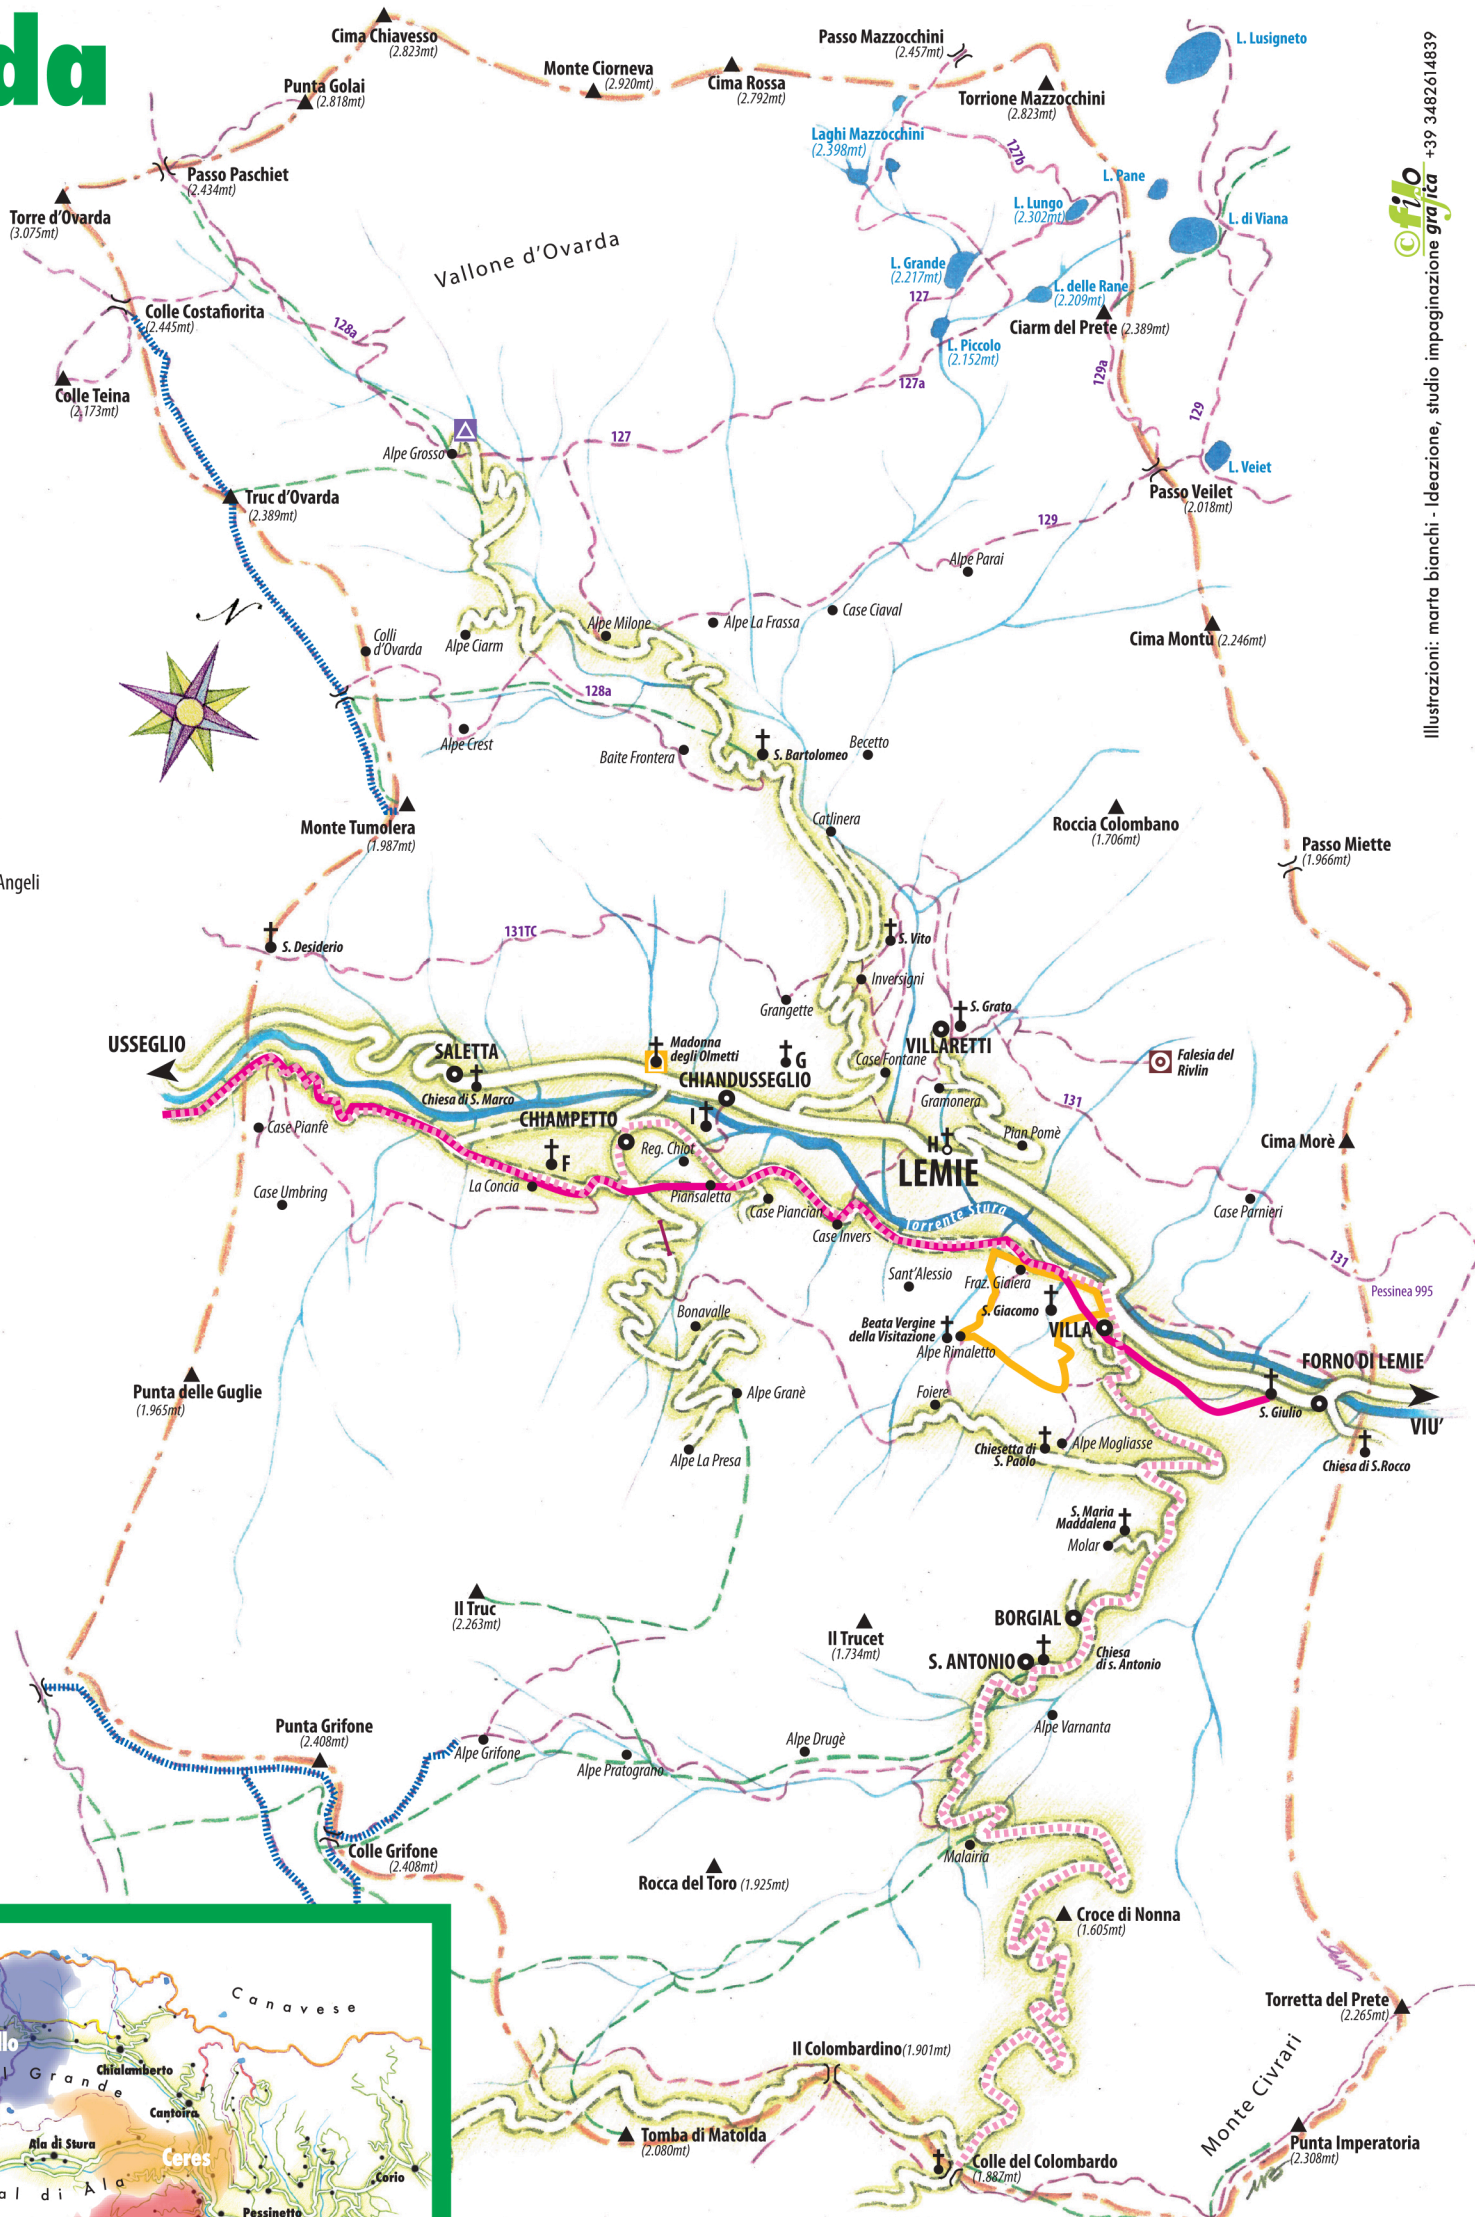 da
Cima Chiavesso
(2.823mt)
Punta Golai
(2.818mt)
Monte Ciorneva
(2.920mt)
Cima Rossa
(2.792mt)
Passo Mazzocchini
(2.457mt)
Torrione Mazzocchini
(2.823mt)
L. Lusigneto
Laghi Mazzocchini
(2.398mt)
127b
L. Pane
L. Lungo
(2.302mt)
L. di Viana
Passo Paschiet
(2.434mt)
Torre d'Ovarda
(3.075mt)
Vallone d'Ovarda
L. Grande
(2.217mt)
127
L. delle Rane
(2.209mt)
Ciarm del Prete (2.389mt)
Colle Costafiorita
(2.445mt)
128a
L. Piccolo
(2.152mt)
127a
129a
129
Colle Teina
(2.173mt)
127
Alpe Grosso
L. Veiet
Passo Veilet
(2.018mt)
Truc d'Ovarda
(2.389mt)
129
Alpe Parai
N
Case Ciaval
Alpe Milone
Alpe La Frassa
Cima Montù (2.246mt)
Colli
d'Ovarda
Alpe Ciarm
128a
Alpe Crest
Baite Frontera
S. Bartolomeo
Becetto
Monte Tumolera
(1.987mt)
Catlinera
Roccia Colombano
(1.706mt)
Passo Miette
(1.966mt)
Angeli
131TC
S. Desiderio
S. Vito
Inversigni
Grangette
S. Grato
VILLARETTI
USSEGLIO
SALETTA
Chiesa di S. Marco
Madonna
degli Olmetti
G
CHIANDUSSEGLIO
Case Fontane
Falesia del
Rivlin
Gramonera
131
CHIAMPETTO
I
Reg. Chiot
Case Pianfè
F
H
LEMIE
Pian Pomè
Cima Morè
La Concia
Piansaletta
Case Umbring
Case Piancian
Case Invers
Torrente Stura
Case Parnieri
131
Pessinea 995
Sant'Alessio
Fraz. Giaiera
S. Giacomo
Bonavalle
Beata Vergine
della Visitazione
Alpe Rimaletto
VILLA
FORNO DI LEMIE
Punta delle Guglie
(1.965mt)
Alpe Granè
Foiere
S. Giulio
VIU'
Alpe La Presa
Chiesetta di
S. Paolo
Alpe Mogliasse
Chiesa di S.Rocco
S. Maria
Maddalena
Molar
Il Truc
(2.263mt)
Il Trucet
(1.734mt)
BORGIAL
S. ANTONIO
Chiesa
di s. Antonio
Punta Grifone
(2.408mt)
Alpe Grifone
Alpe Pratograno
Alpe Drugè
Alpe Varnanta
Colle Grifone
(2.408mt)
Malairia
Rocca del Toro (1.925mt)
Croce di Nonna
(1.605mt)
Torretta del Prete
(2.265mt)
Il Colombardino(1.901mt)
Monte Civrari
Tomba di Matolda
(2.080mt)
Colle del Colombardo
(1.887mt)
Punta Imperatoria
(2.308mt)
Canavese
llo
l Grande
Chialamberto
Cantoira
Ala di Stura
Ceres
al di Ala
Corio
Pessinetto
Illustrazioni: marta bianchi - Ideazione, studio impaginazione grafica ©filo +39 3482614839